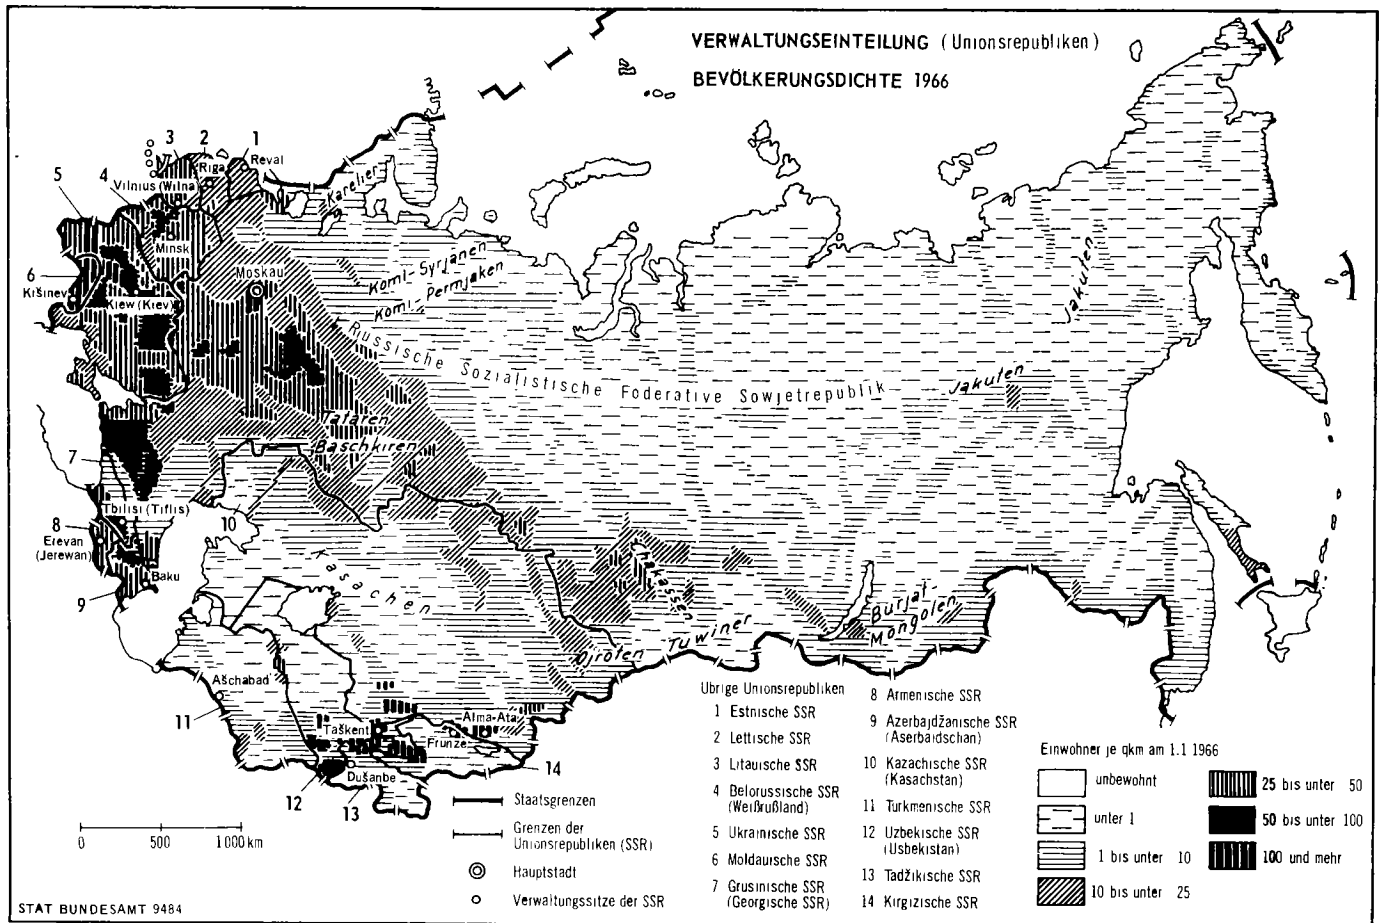 VERWALTUNGSEINTEILUNG (Unionsrepubliken)
BEVÖLKERUNGSDICHTE 1966
3
2
1
Riga
Reval
5
4
Vilnius (Wilna)
Karelier
Minsk
6
Moskau
Komi-Syrjänen
Komi-Permjaken
Kišinev
Kiew (Kiev)
Jakuten
Russische Sozialistische Föderative Sowjetrepublik
Jakuten
Tataren
Baschkiren
7
Tbilisi (Tiflis)
8
10
Erevan
(Jerewan)
Baku
9
Kasachen
Chakassen
Burjat-
Mongolen
Tuwiner
Ojroten
Aschabad
11
Taškent
Alma-Ata
Frunze
Dušanbe
12
13
14
0 500 1000 km
Staatsgrenzen
Grenzen der
Unionsrepubliken (SSR)
Hauptstadt
Verwaltungssitze der SSR
Übrige Unionsrepubliken
1 Estnische SSR
2 Lettische SSR
3 Litauische SSR
4 Belorussische SSR
(Weißrußland)
5 Ukrainische SSR
6 Moldauische SSR
7 Grusinische SSR
(Georgische SSR)
8 Armenische SSR
9 Azerbaidžanische SSR
(Aserbaidschan)
10 Kazachische SSR
(Kasachstan)
11 Turkmenische SSR
12 Uzbekische SSR
(Usbekistan)
13 Tadžikische SSR
14 Kirgizische SSR
Einwohner je qkm am 1.1 1966
unbewohnt
unter 1
1 bis unter 10
10 bis unter 25
25 bis unter 50
50 bis unter 100
100 und mehr
STAT BUNDESAMT 9484